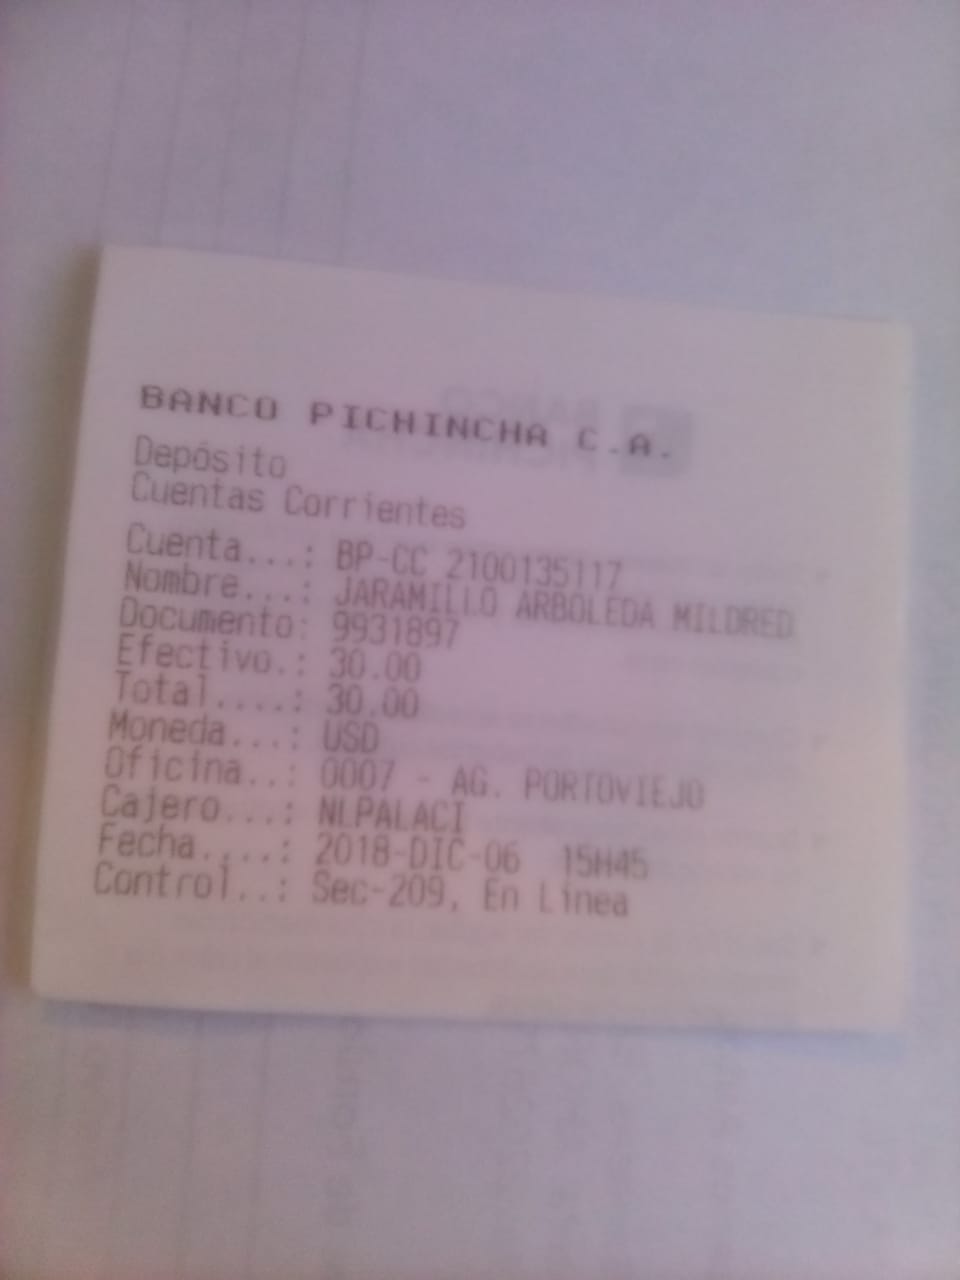 BANCO PICHINCHA C.A.
Depósito
Cuentas Corrientes
Cuenta...: BP-CC 2100135117
Nombre...: JARAMILLO ARBOLEDA MILDRED
Documento: 9931897
Efectivo.: 30.00
Total....: 30.00
Moneda...: USD
Oficina..: 0007 - AG. PORTOVIEJO
Cajero...: NLPALACI
Fecha....: 2018-DIC-06 15H45
Control..: Sec-209, En Línea